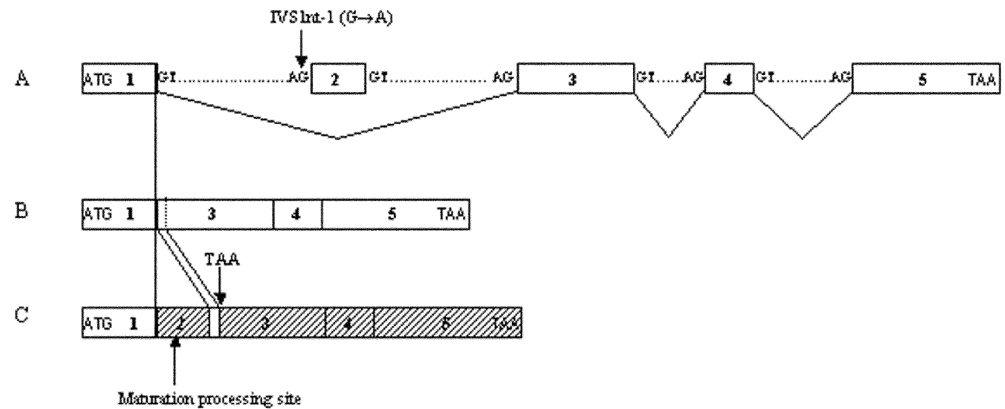 IVS Int-1 (G→A)
A ATG 1 GT........................AG 2 GT........................ AG 3 GT.....AG 4 GT..........AG 5 TAA
B ATG 1 3 4 5 TAA
TAA
C ATG 1 2 3 4 5 TAA
Maturation processing site